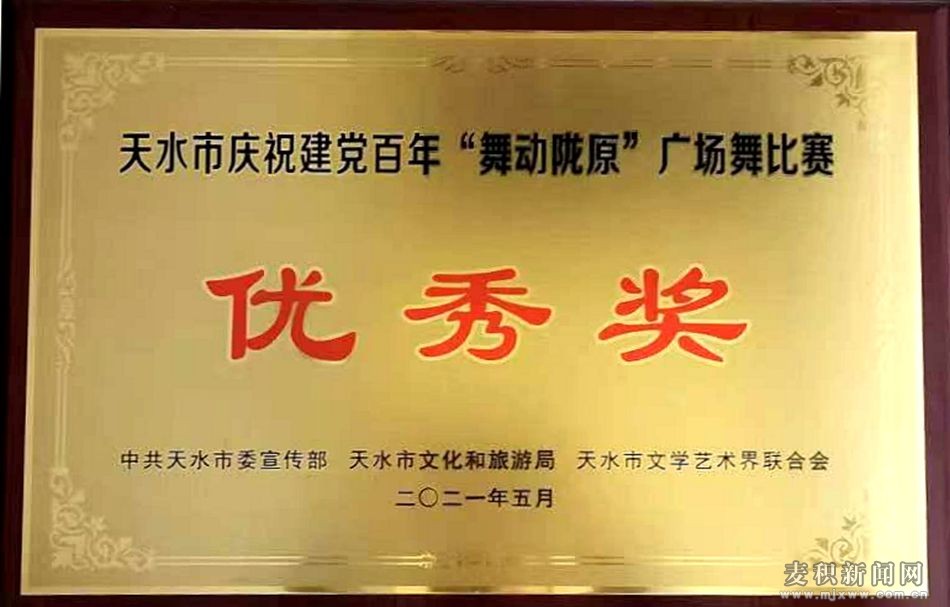 天水市庆祝建党百年“舞动陇原”广场舞比赛
优秀奖
中共天水市委宣传部 天水市文化和旅游局 天水市文学艺术界联合会
二〇二一年五月
麦积新闻网
www.mjxww.com.cn